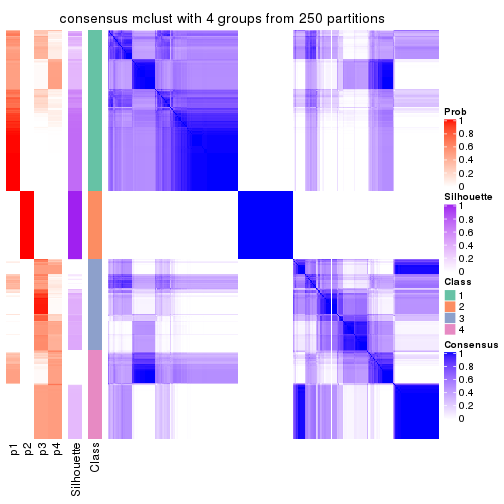 consensus mclust with 4 groups from 250 partitions
Prob
1
0.8
0.6
0.4
0.2
0
Silhouette
1
0.8
0.6
0.4
0.2
0
Class
1
2
3
4
Consensus
1
0.8
0.6
0.4
0.2
0
p1
p2
p3
p4
Silhouette
Class